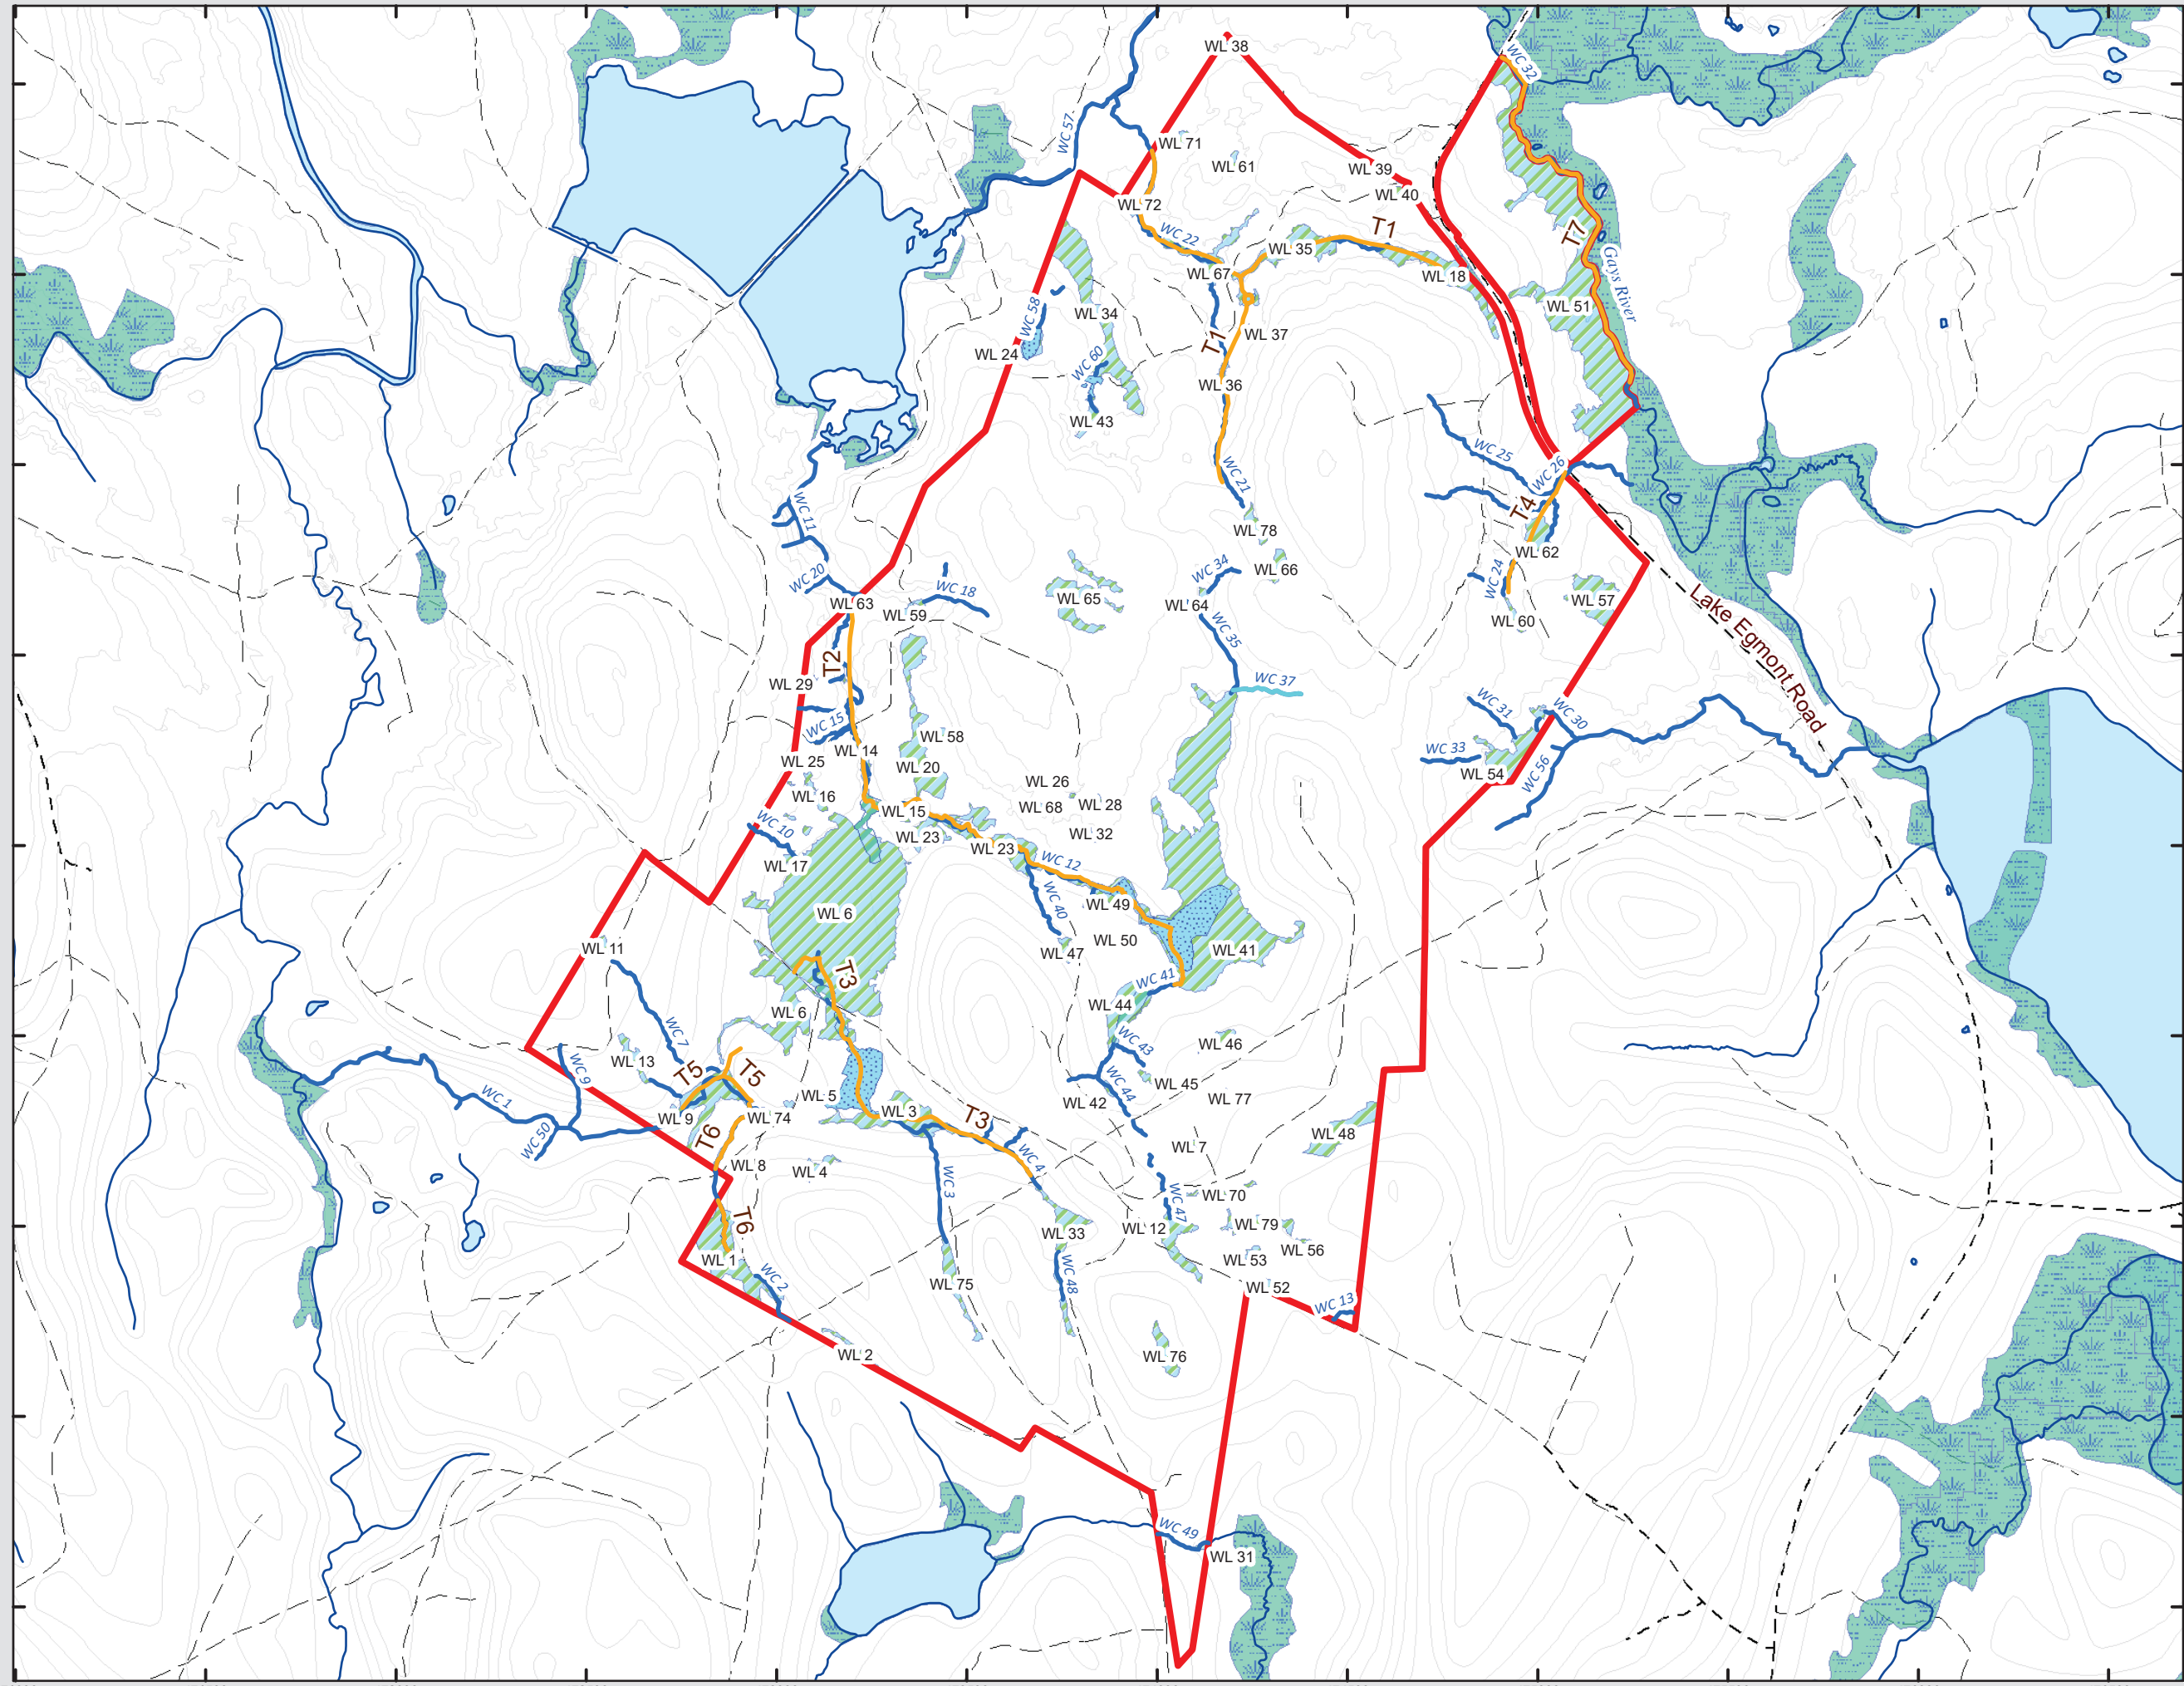 WL 38
WC 32
WC 57
WL 71
WL 61
WL 39
WL 40
WL 72
WC 22
T1
T7
Gays River
WL 35
WL 67
WL 18
WL 51
WC 58
WL 34
WL 37
T1
WL 24
WC 60
WL 36
WL 43
WC 25
WC 26
WC 21
WC 11
T4
WL 78
WL 62
WC 20
WC 18
WC 34
WL 66
WC 24
WL 63
WL 59
WL 65
WL 64
WL 57
Lake Egmont Road
WL 60
WC 35
T2
WL 29
WC 37
WC 31
WC 30
WC 15
WL 58
WL 14
WC 33
WL 25
WL 20
WL 54
WC 56
WL 26
WL 16
WL 68
WL 28
WL 15
WC 10
WL 23
WL 32
WL 23
WL 17
WC 12
WC 40
WL 49
WL 6
WL 50
WL 41
WL 11
WL 47
T3
WC 41
WL 44
WL 6
WC 7
WC 43
WL 46
WL 13
WC 9
T5
T5
WC 44
WL 45
WC 1
WL 5
WL 42
WL 77
WL 9
WL 74
WL 3
T3
WC 50
T6
WL 48
WL 7
WL 8
WL 4
WC 4
WC 3
WC 47
WL 70
T6
WL 33
WL 12
WL 79
WL 56
WL 1
WL 53
WC 2
WL 75
WC 48
WL 52
WC 13
WL 2
WL 76
WC 49
WL 31